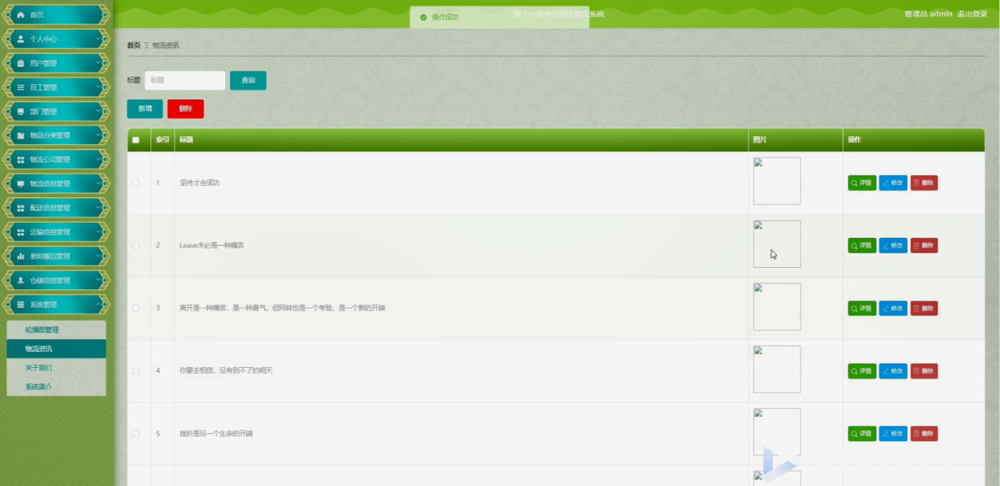 首页
个人中心
用户管理
员工管理
部门管理
物品分类管理
物流公司管理
物流信息管理
配送信息管理
运输信息管理
装卸搬运管理
仓储信息管理
系统管理
轮播图管理
物流资讯
关于我们
系统简介
操作成功
基于小程序的物流管理系统
管理员 admin 退出登录
首页 Ξ 物流资讯
标题 标题 查询
新增 删除
索引 标题 图片 操作
1 坚持才会成功 详情 修改 删除
2 Leave未必是一种痛苦 详情 修改 删除
3 离开是一种痛苦，是一种勇气，但同样也是一个考验，是一个新的开端 详情 修改 删除
4 你要去相信，没有到不了的明天 详情 修改 删除
5 挫折是另一个生命的开端 详情 修改 删除